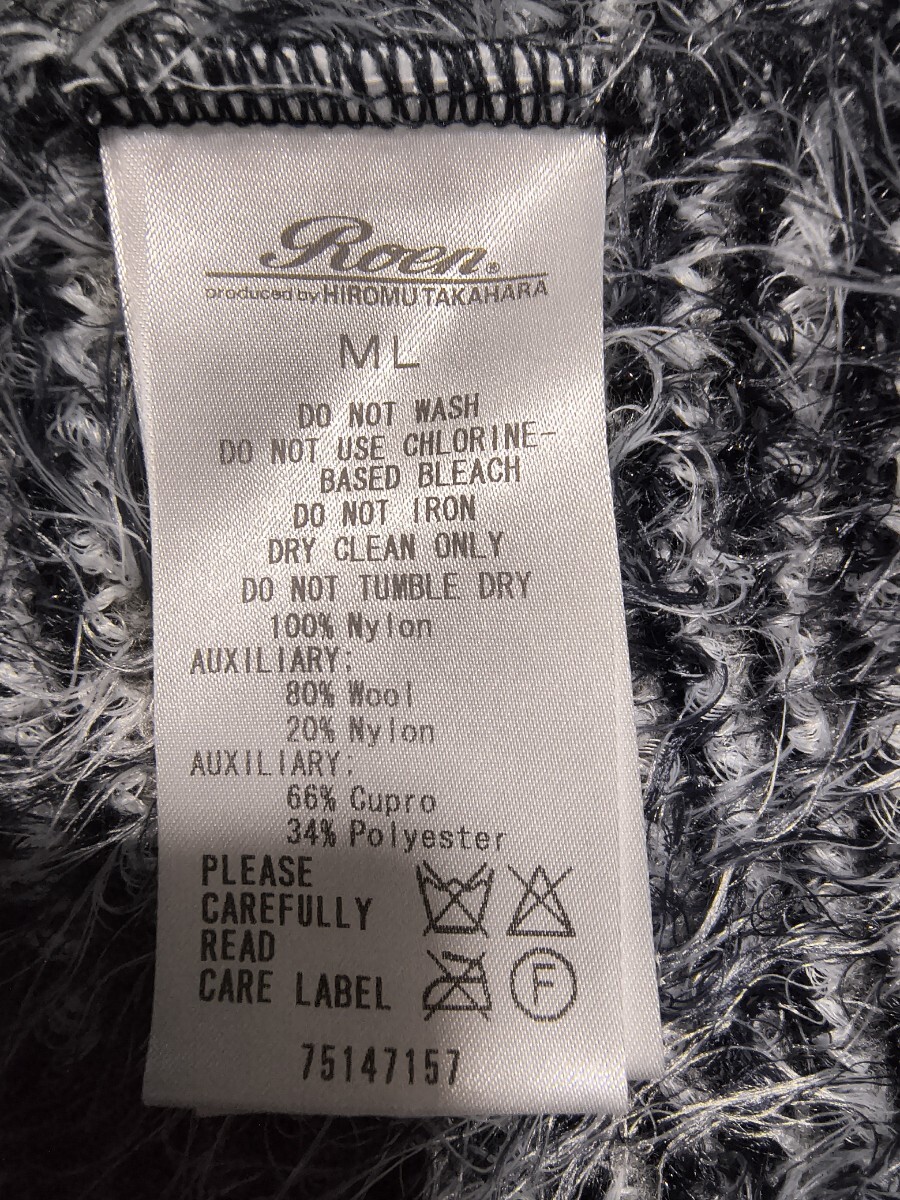 Roen®
produced by HIROMU TAKAHARA
ML
DO NOT WASH
DO NOT USE CHLORINE-
BASED BLEACH
DO NOT IRON
DRY CLEAN ONLY
DO NOT TUMBLE DRY
100% Nylon
AUXILIARY:
80% Wool
20% Nylon
AUXILIARY:
66% Cupro
34% Polyester
PLEASE
CAREFULLY
READ
CARE LABEL
F
75147157